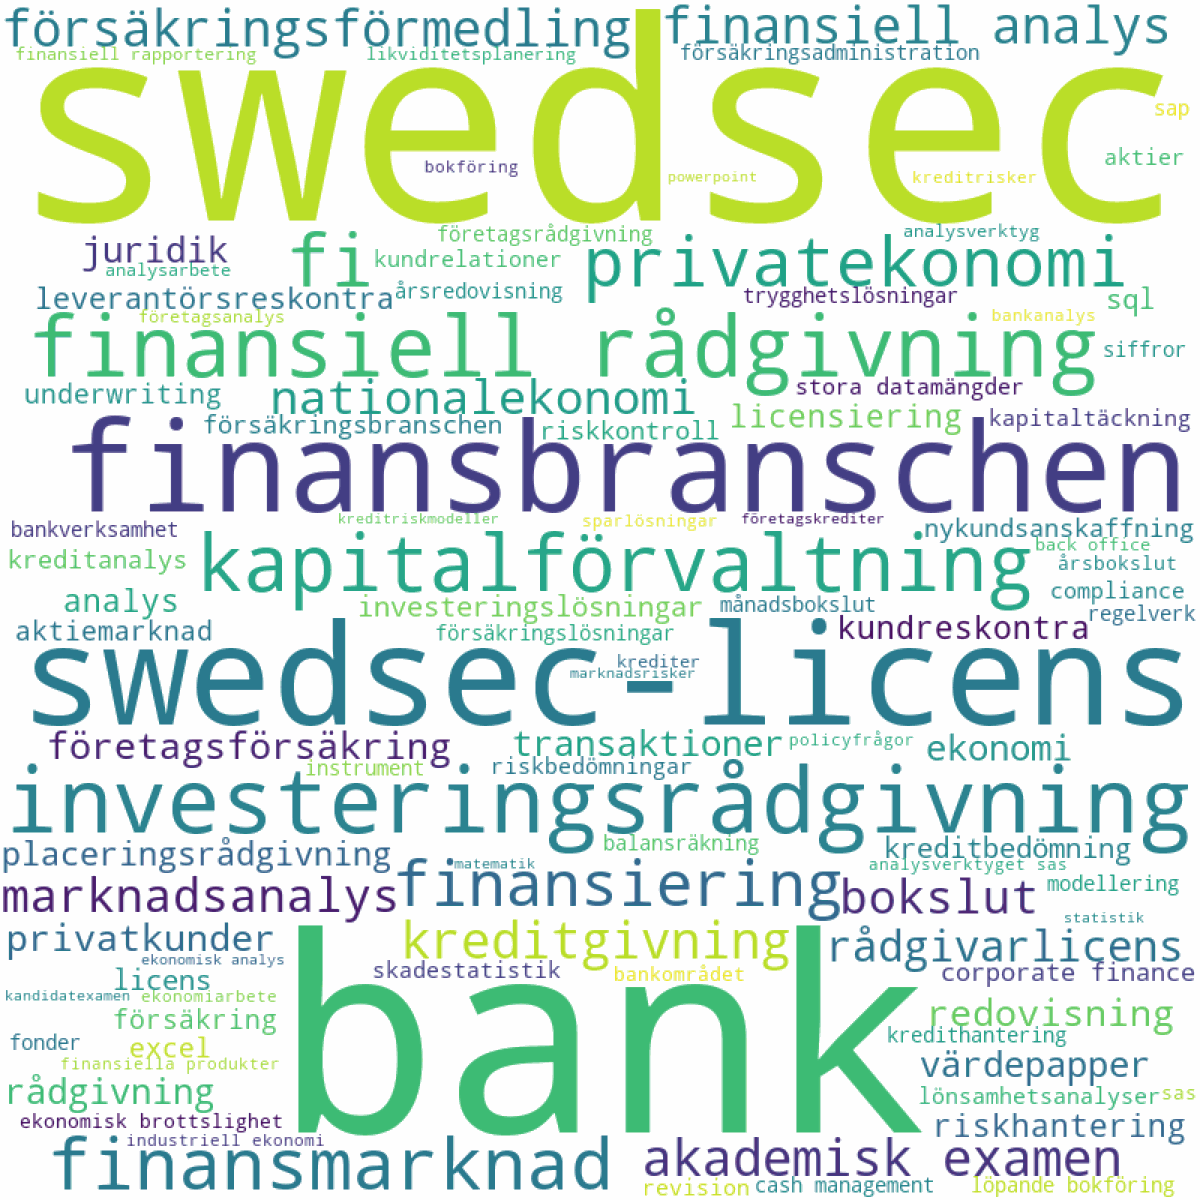 försäkringsförmedling
finansiell analys
finansiell rapportering
likviditetsplanering
försäkringsadministration
swedsec
sap
bokföring
powerpoint
kreditrisker
aktier
juridik
fi
företagsrådgivning
privatekonomi
analysverktyg
analysarbete
kundrelationer
leverantörsreskontra
årsredovisning
trygghetslösningar
sql
företagsanalys
bankanalys
finansiell rådgivning
siffror
underwriting
nationalekonomi
stora datamängder
försäkringsbranschen
riskkontroll
licensiering
kapitaltäckning
finansbranschen
bankverksamhet
kreditriskmodeller
sparlösningar
företagskrediter
nykundsanskaffning
kreditanalys
kapitalförvaltning
back office
årsbokslut
analys
investeringslösningar
månadsbokslut
compliance
regelverk
aktiemarknad
försäkringslösningar
kundreskontra
krediter
marknadsrisker
swedsec-licens
företagsförsäkring
transaktioner
policyfrågor
ekonomi
instrument
riskbedömningar
investeringsrådgivning
placeringsrådgivning
balansräkning
kreditbedömning
matematik
analysverktyget sas
marknadsanalys
finansiering
bokslut
modellering
statistik
privatkunder
kreditgivning
rådgivarlicens
ekonomisk analys
licens
skadestatistik
bankområdet
corporate finance
kandidatexamen
ekonomiarbete
bank
försäkring
redovisning
fonder
excel
kredithantering
finansiella produkter
värdepapper
rådgivning
lönsamhetsanalyser
sas
ekonomisk brottslighet
riskhantering
industriell ekonomi
finansmarknad
akademisk examen
revision
cash management
löpande bokföring